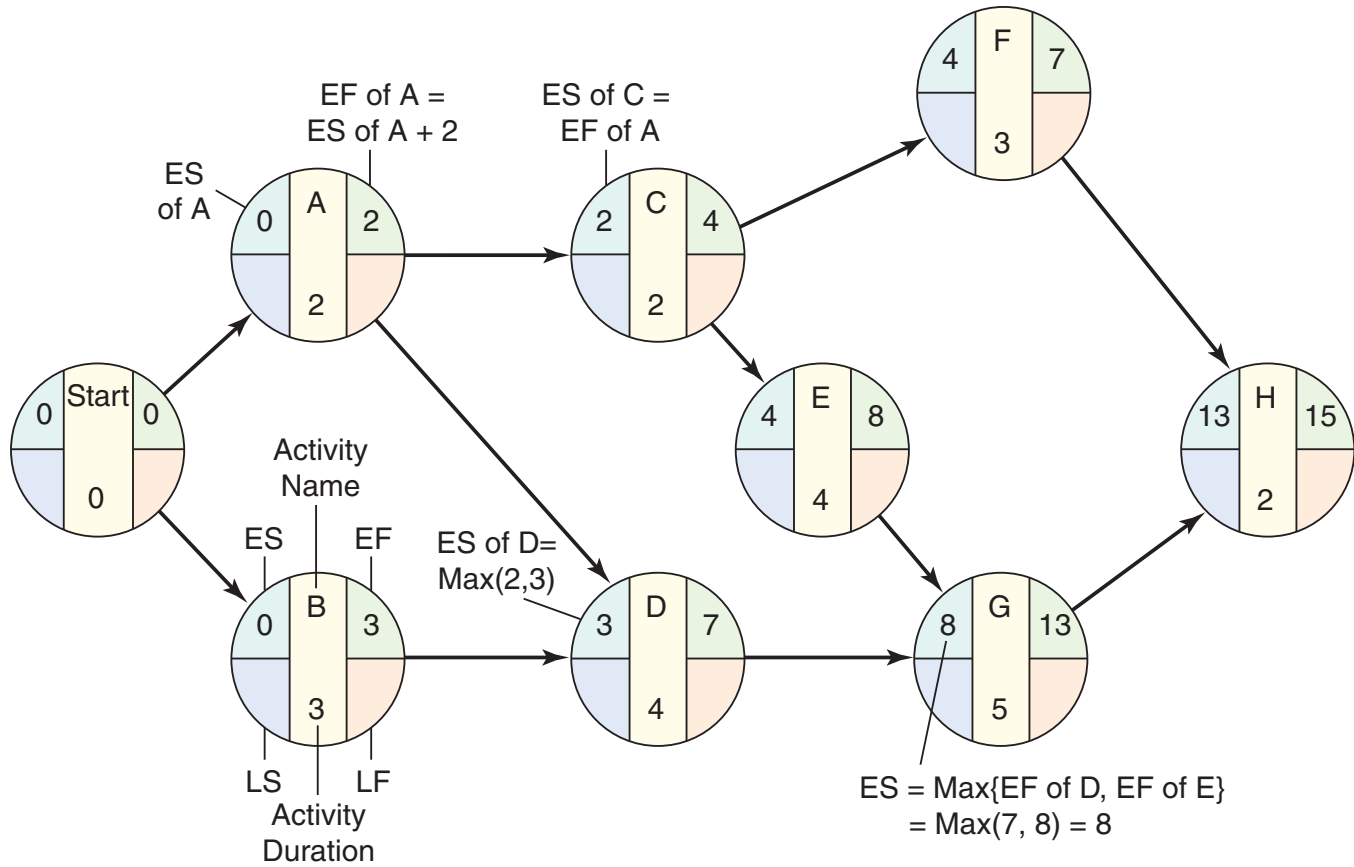 F
4
7
3
EF of A =
ES of A + 2
ES of C =
EF of A
ES
of A
A
0
2
2
C
2
4
2
Start
0
0
0
E
4
8
4
H
13
15
2
Activity
Name
ES
EF
B
0
3
3
LS
LF
Activity
Duration
ES of D=
Max(2,3)
D
3
7
4
G
8
13
5
ES = Max{EF of D, EF of E}
= Max(7, 8) = 8